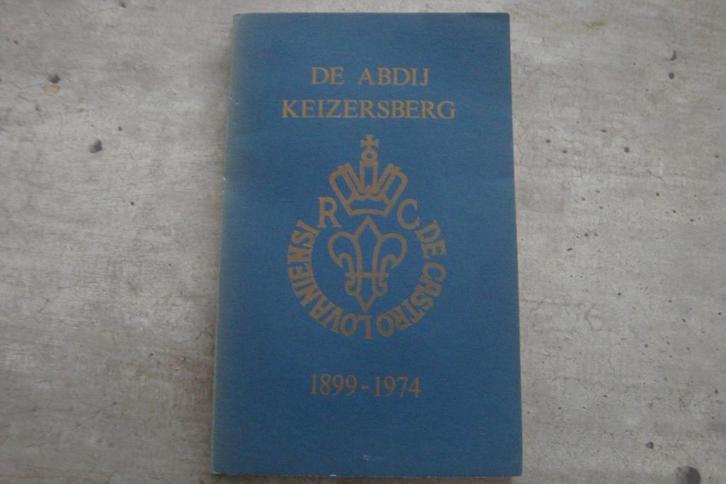 DE ABDIJ
KEIZERSBERG
R C
DE CASTRO LOVANIENSI
1899-1974